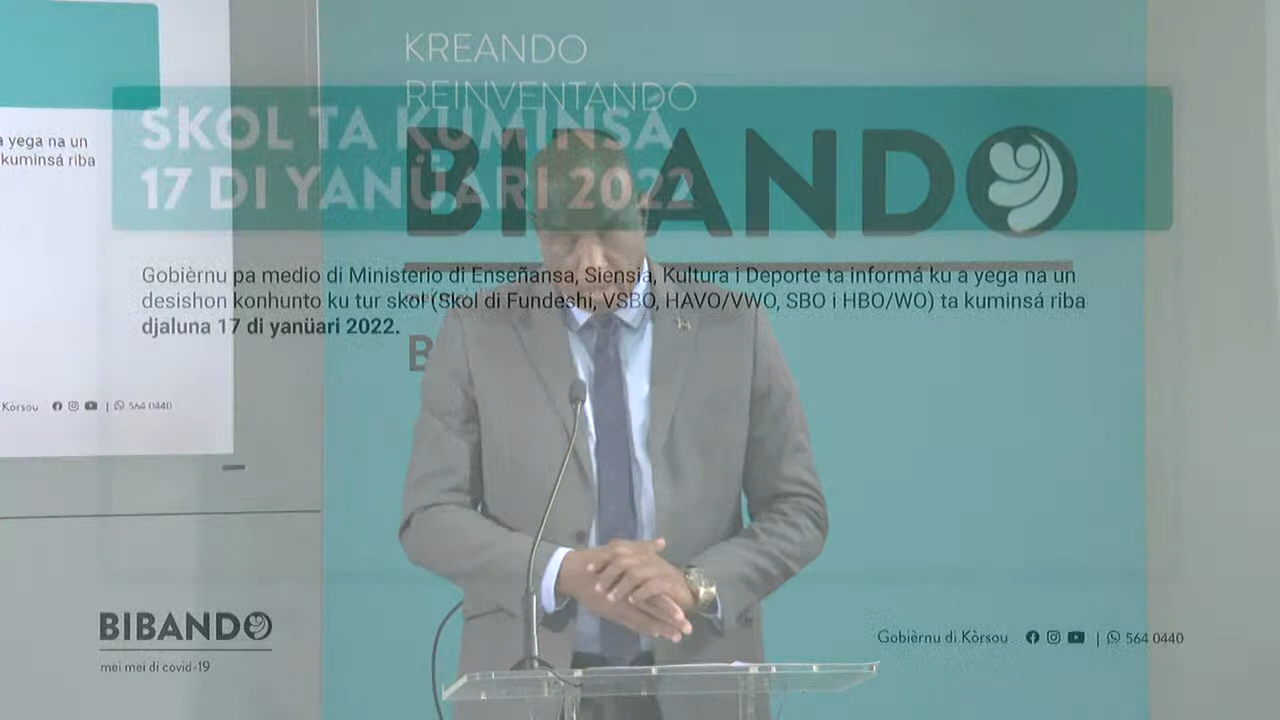 KREANDO
REINVENTANDO
BIBANDO
SKOL TA KUMINSÁ
17 DI YANÜARI 2022
a yega na un
kuminsá riba
Gobièrnu pa medio di Ministerio di Enseñansa, Siensia, Kultura i Deporte ta informá ku a yega na un
desishon konhunto ku tur skol (Skol di Fundeshi, VSBO, HAVO/VWO, SBO i HBO/WO) ta kuminsá riba
djaluna 17 di yanüari 2022.
Kòrsou | 564 0440
BIBANDO
mei mei di covid-19
Gobièrnu di Kòrsou | 564 0440